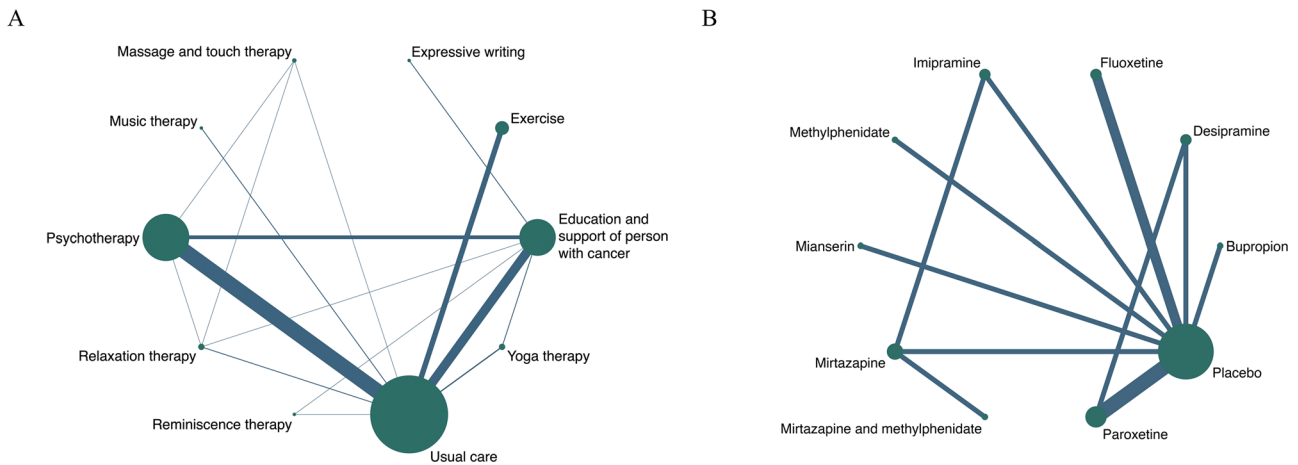 A
Massage and touch therapy
Expressive writing
Music therapy
Exercise
Psychotherapy
Education and
support of person
with cancer
Relaxation therapy
Yoga therapy
Reminiscence therapy
Usual care
B
Imipramine
Fluoxetine
Methylphenidate
Desipramine
Mianserin
Bupropion
Mirtazapine
Placebo
Mirtazapine and methylphenidate
Paroxetine